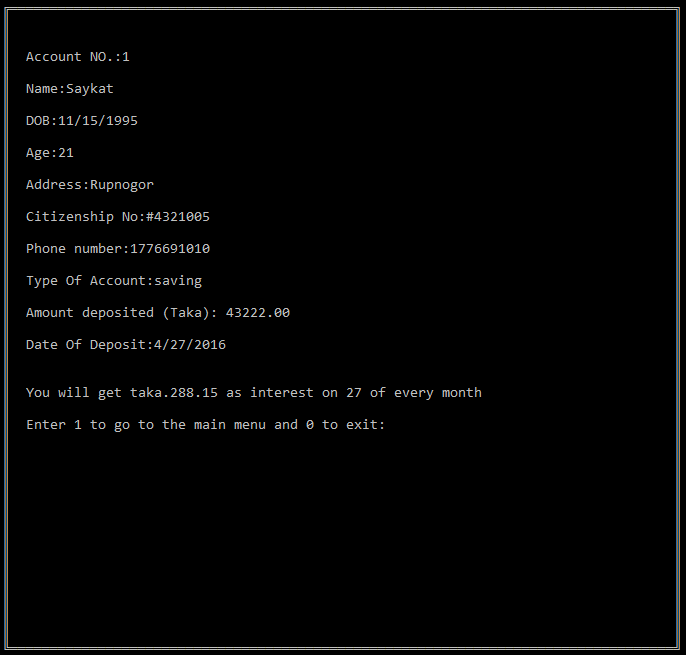 Account NO.:1
Name:Saykat
DOB:11/15/1995
Age:21
Address:Rupnogor
Citizenship No:#4321005
Phone number:1776691010
Type Of Account:saving
Amount deposited (Taka): 43222.00
Date Of Deposit:4/27/2016
You will get taka.288.15 as interest on 27 of every month
Enter 1 to go to the main menu and 0 to exit: